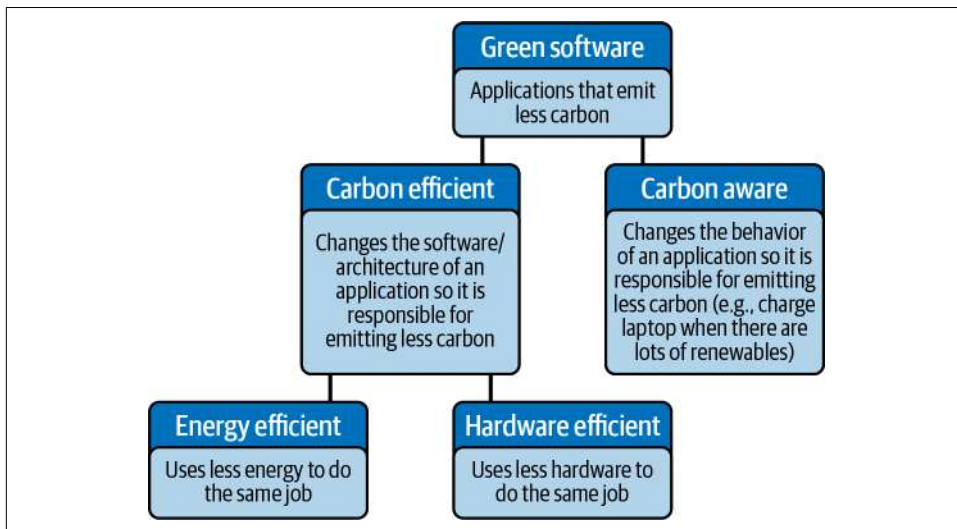 Green software
Applications that emit
less carbon
Carbon efficient
Changes the software/
architecture of an
application so it is
responsible for
emitting less carbon
Carbon aware
Changes the behavior
of an application so it is
responsible for emitting
less carbon (e.g., charge
laptop when there are
lots of renewables)
Energy efficient
Uses less energy to do
the same job
Hardware efficient
Uses less hardware to
do the same job